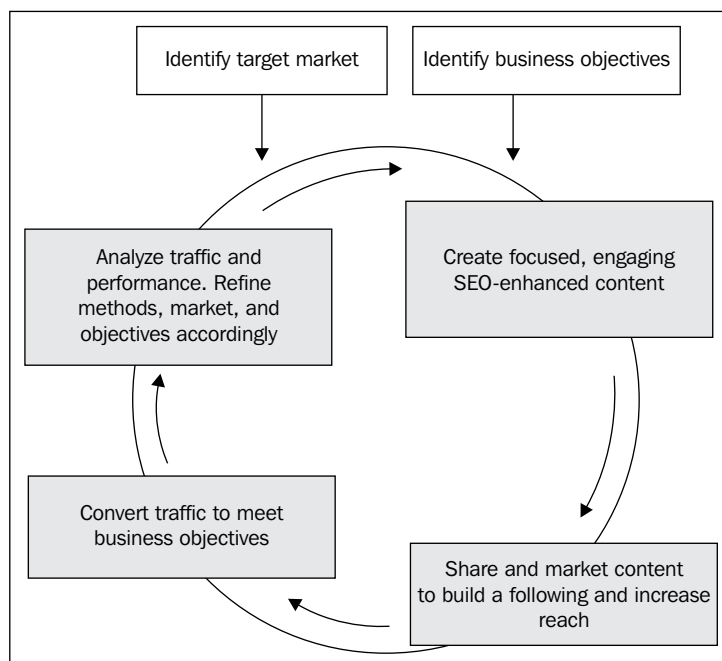 Identify target market
Identify business objectives
Analyze traffic and
performance. Refine
methods, market, and
objectives accordingly
Create focused, engaging
SEO-enhanced content
Convert traffic to meet
business objectives
Share and market content
to build a following and increase
reach